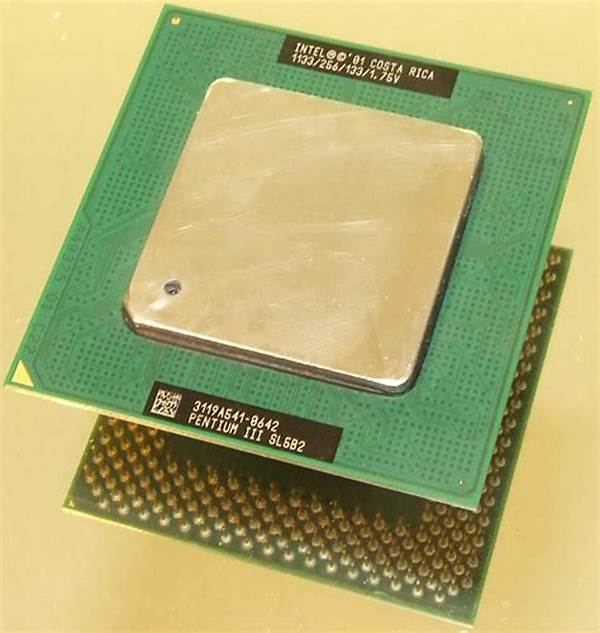 INTEL®©'01 COSTA RICA
1133/256/133/1.75V
3119A541-0642
PENTIUM III SL5B2